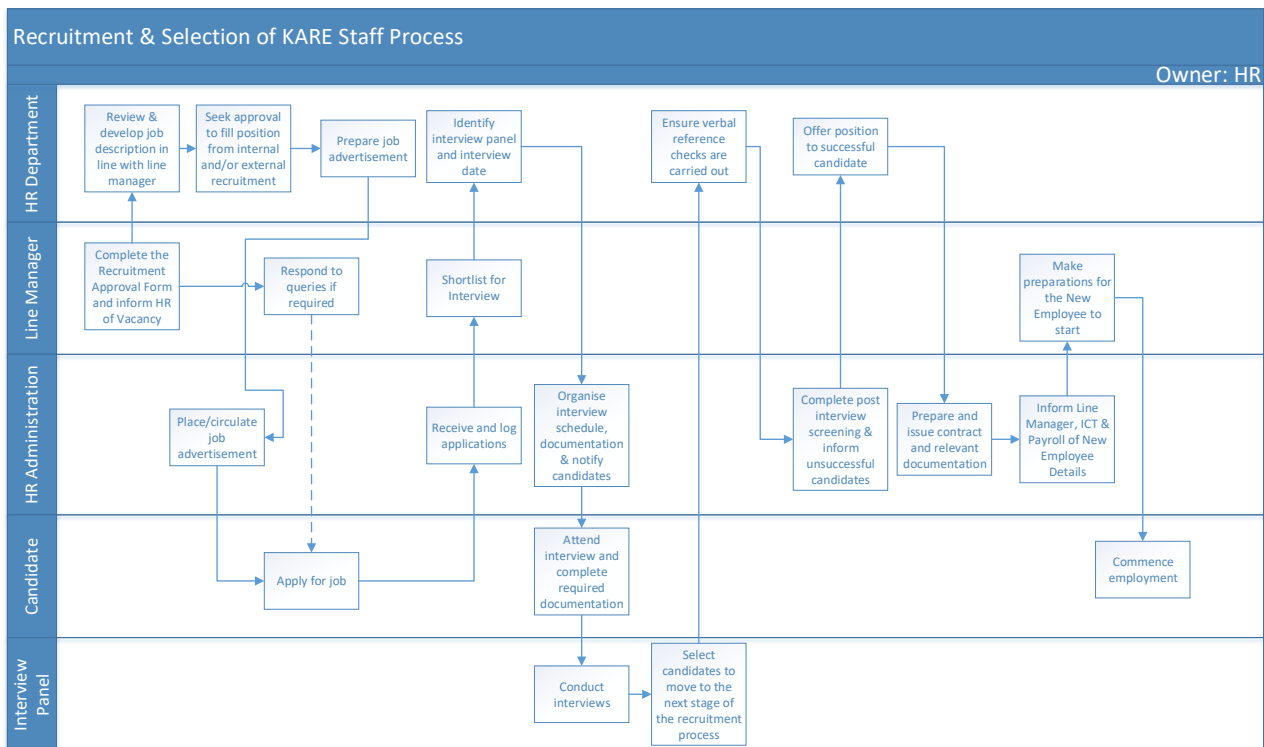 Recruitment & Selection of KARE Staff Process
Owner: HR
HR Department
Review &
develop job
description in
line with line
manager
Seek approval
to fill position
from internal
and/or external
recruitment
Prepare job
advertisement
Identify
interview panel
and interview
date
Ensure verbal
reference
checks are
carried out
Offer position
to successful
candidate
Line Manager
Complete the
Recruitment
Approval Form
and inform HR
of Vacancy
Respond to
queries if
required
Shortlist for
Interview
Make
preparations for
the New
Employee to
start
HR Administration
Place/circulate
job
advertisement
Receive and log
applications
Organise
interview
schedule,
documentation
& notify
candidates
Complete post
interview
screening &
inform
unsuccessful
candidates
Prepare and
issue contract
and relevant
documentation
Inform Line
Manager, ICT &
Payroll of New
Employee
Details
Candidate
Apply for job
Attend
interview and
complete
required
documentation
Commence
employment
Interview
Panel
Conduct
interviews
Select
candidates to
move to the
next stage of
the recruitment
process